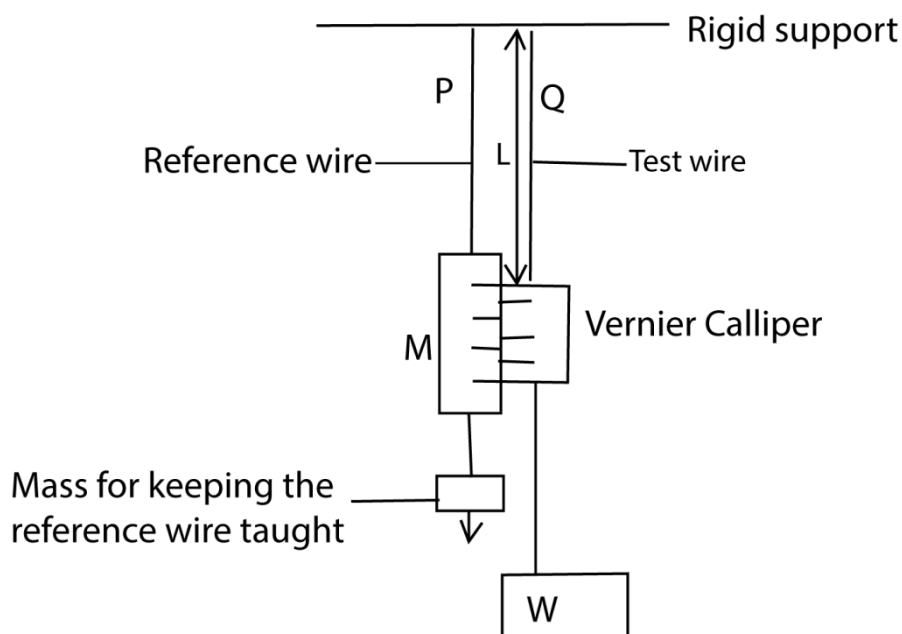 Rigid support
P
Q
Reference wire
L
Test wire
Vernier Calliper
M
Mass for keeping the
reference wire taught
W